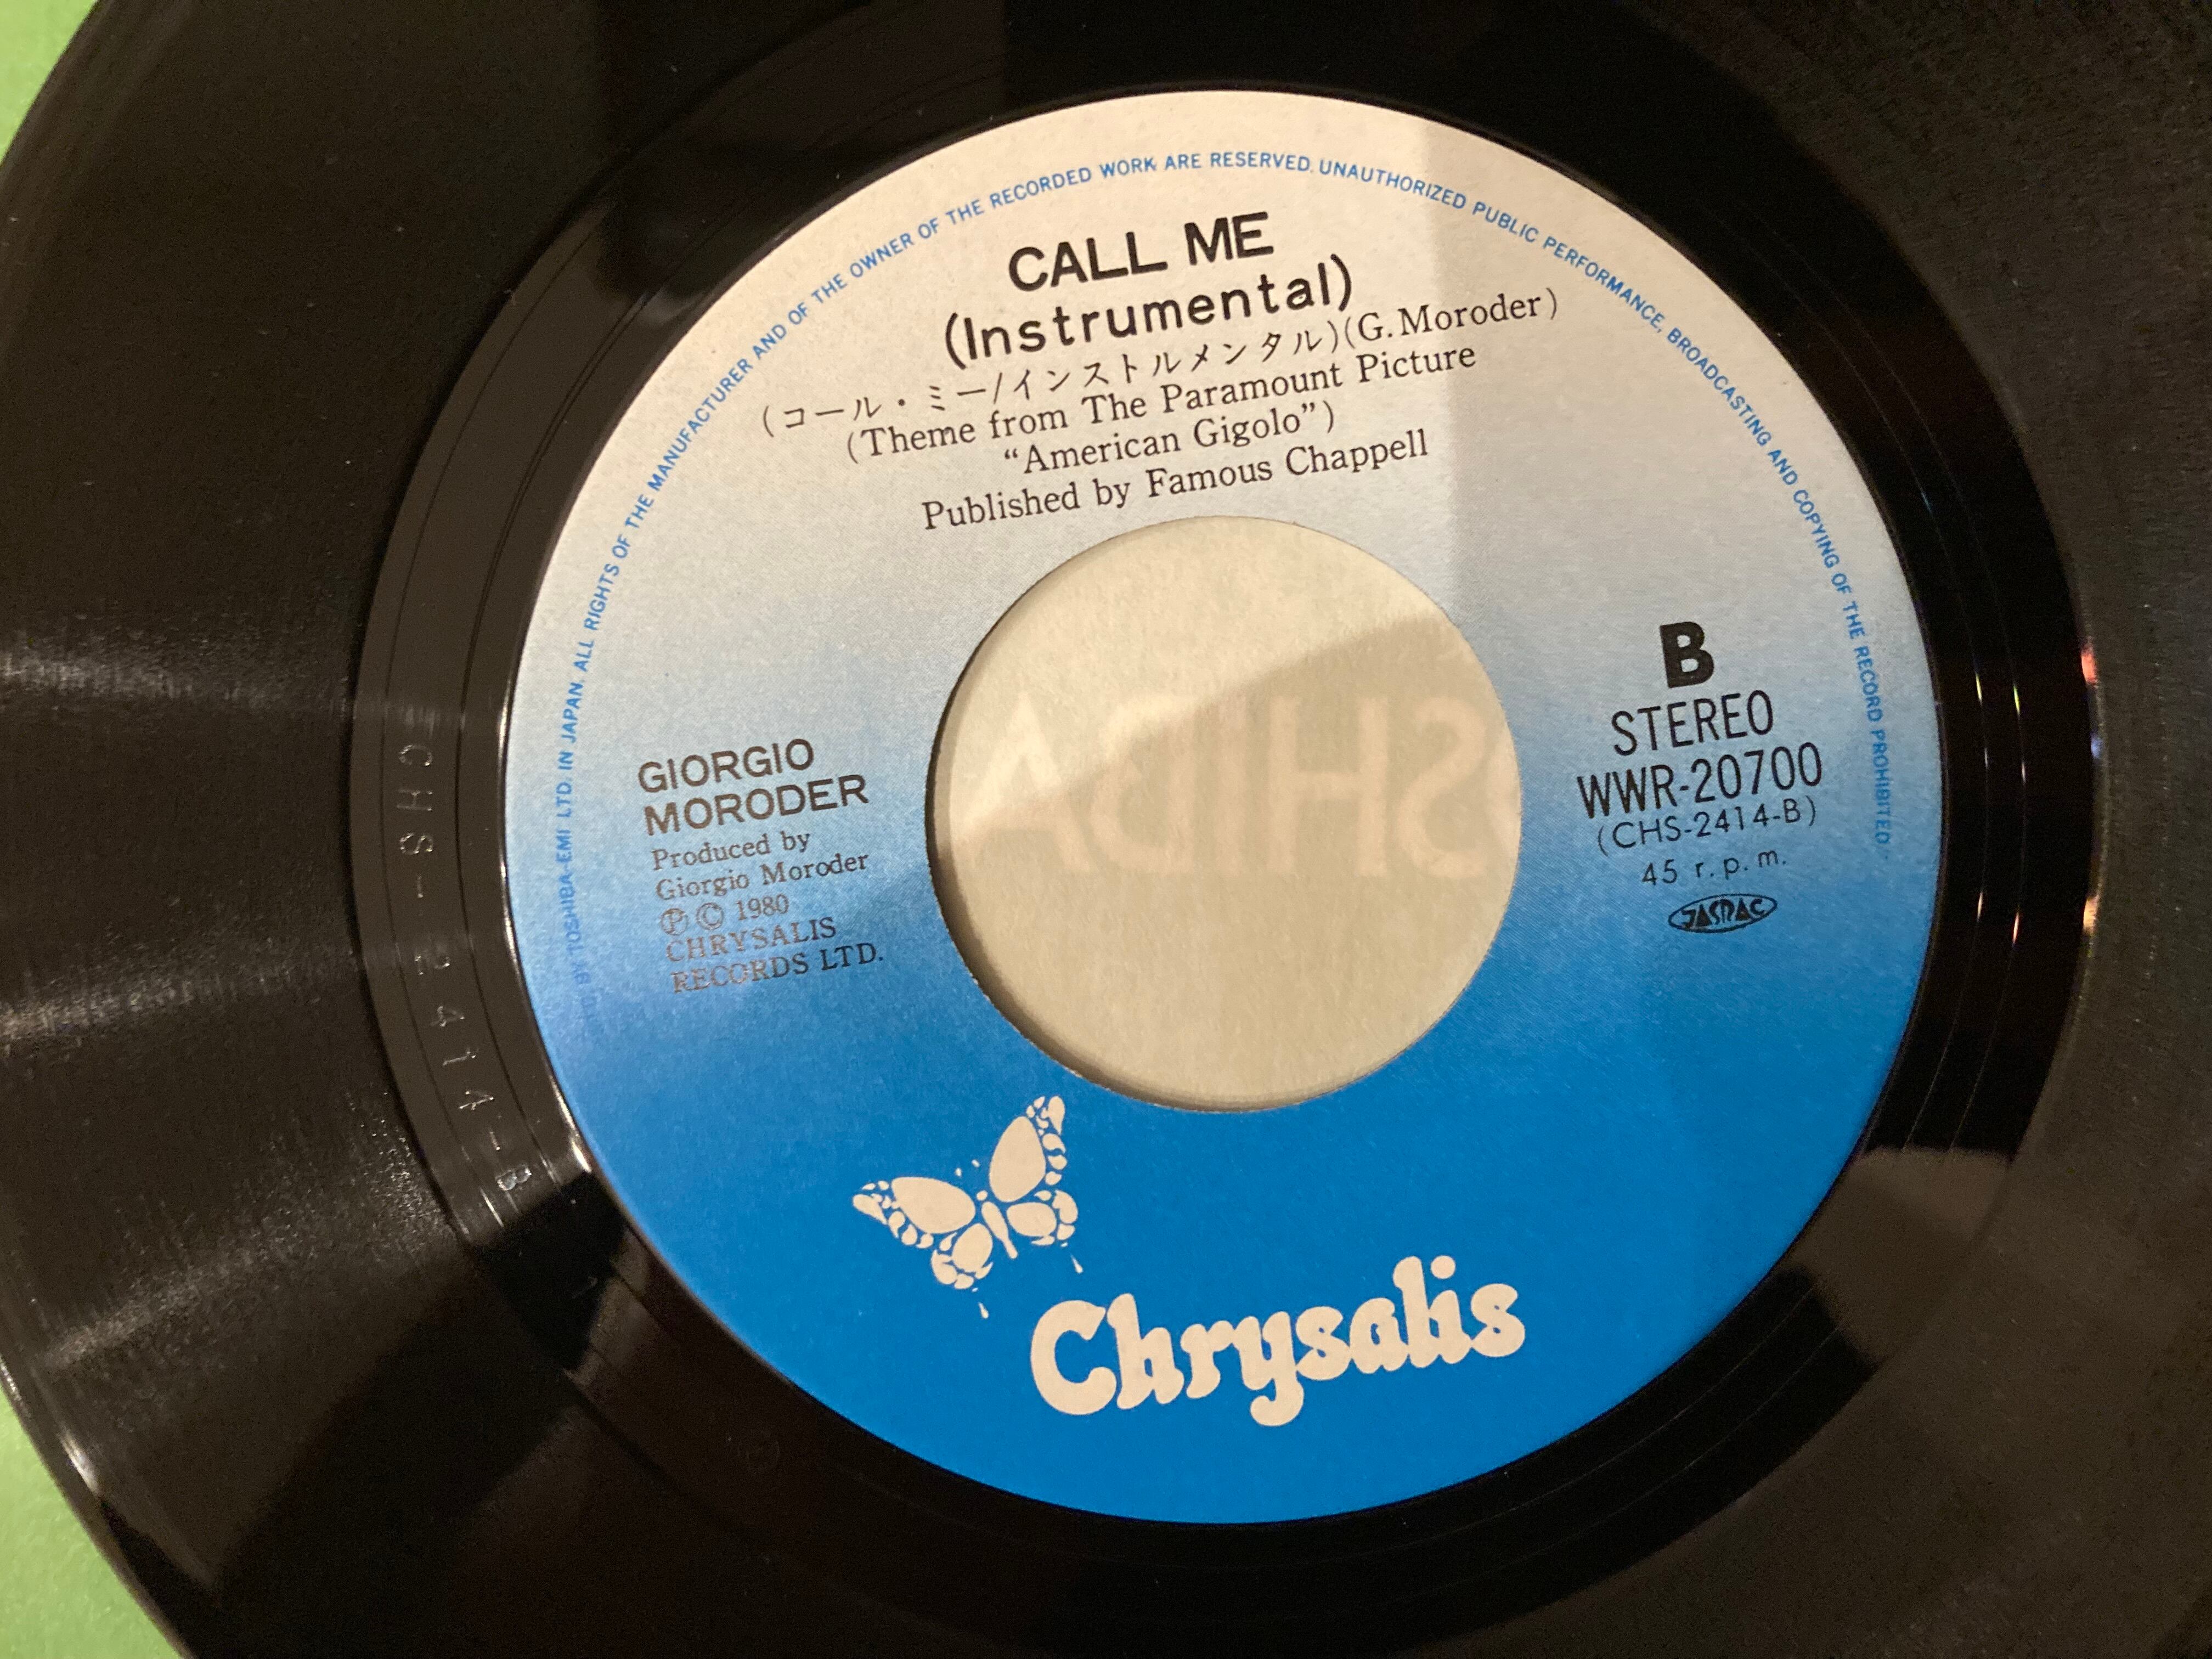 BY TOSHIBA-EMI LTD. IN JAPAN. ALL RIGHTS OF THE MANUFACTURER AND OF THE OWNER OF THE RECORDED WORK ARE RESERVED. UNAUTHORIZED PUBLIC PERFORMANCE, BROADCASTING AND COPYING OF THE RECORD PROHIBITED.
CALL ME
(Instrumental)
(コール・ミー/インストルメンタル)(G.Moroder)
(Theme from The Paramount Picture
“American Gigolo”)
Published by Famous Chappell
GIORGIO
MORODER
Produced by
Giorgio Moroder
Ⓟ © 1980
CHRYSALIS
RECORDS LTD.
B
STEREO
WWR-20700
(CHS-2414-B)
45 r.p.m.
JASRAC
Chrysalis
CHS-2414-B
SHIBA